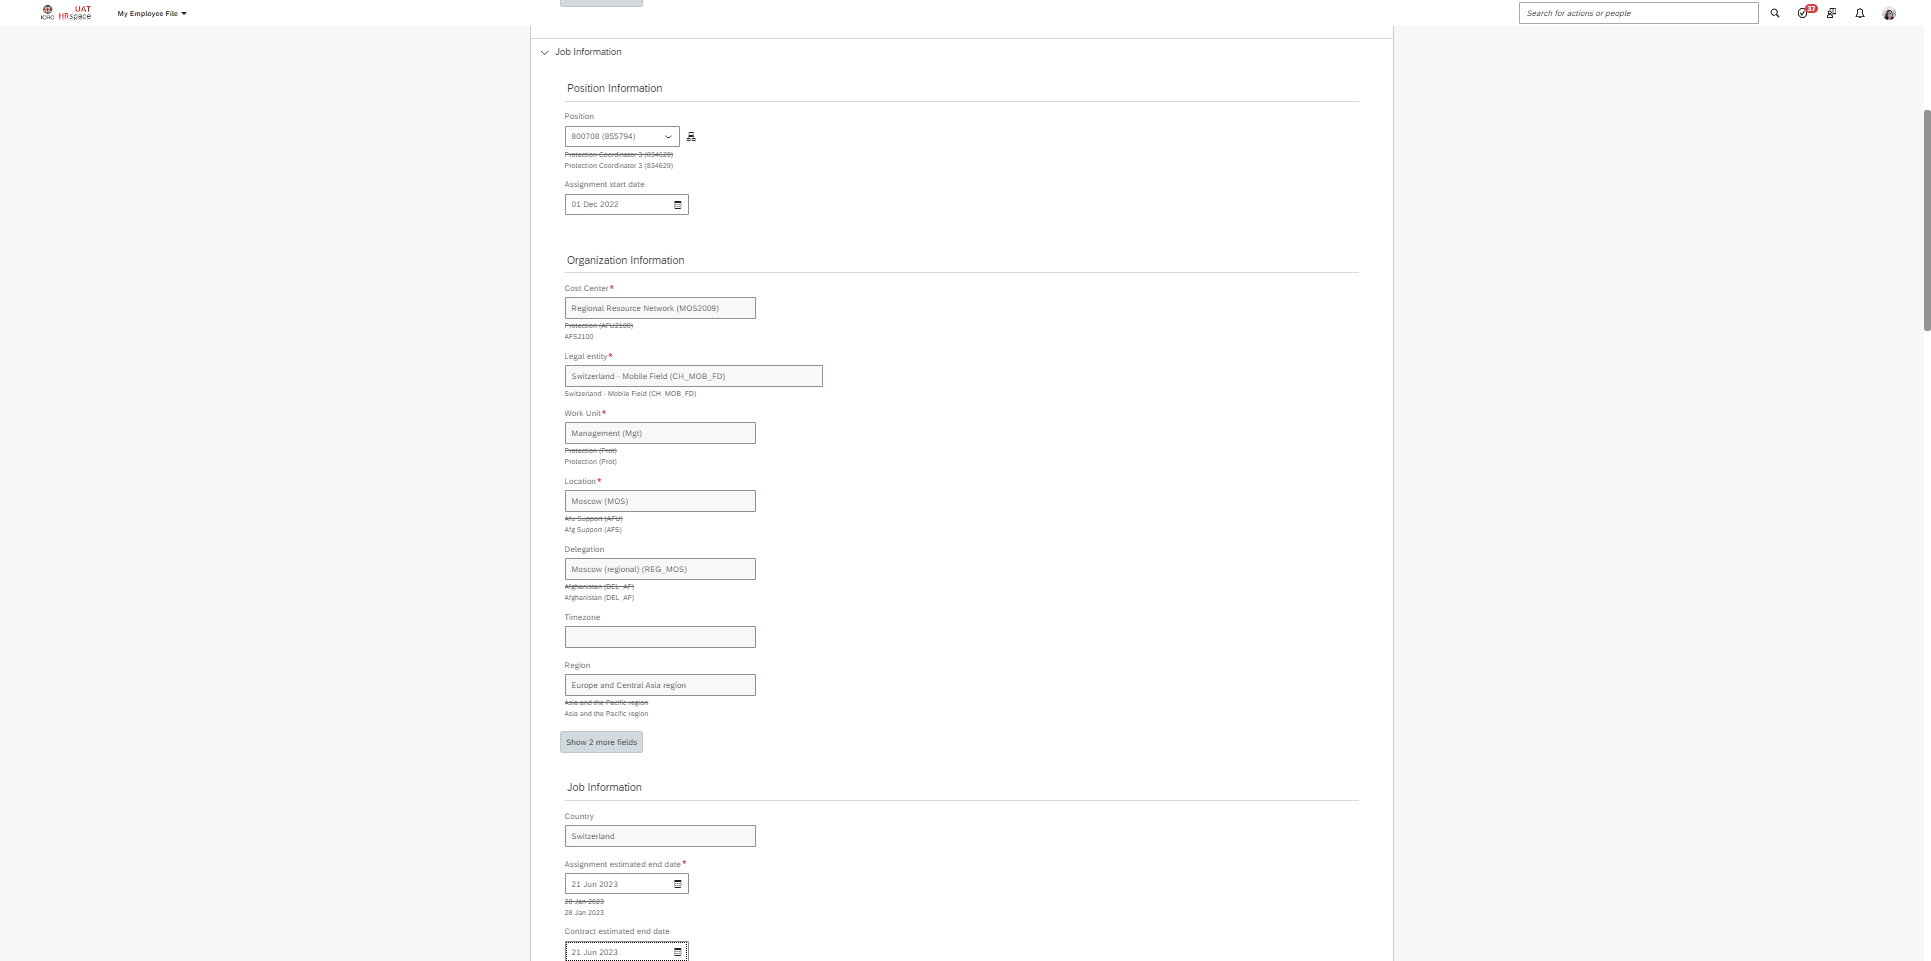 UAT
ICRC HRspace
My Employee File
Search for actions or people
37
Job Information
Position Information
Position
800708 (855794)
Protection Coordinator 3 (834629)
Protection Coordinator 3 (834629)
Assignment start date
01 Dec 2022
Organization Information
Cost Center*
Regional Resource Network (MOS2009)
Protection (AFU2100)
AFS2100
Legal entity*
Switzerland - Mobile Field (CH_MOB_FD)
Switzerland - Mobile Field (CH_MOB_FD)
Work Unit*
Management (Mgt)
Protection (Prot)
Protection (Prot)
Location*
Moscow (MOS)
Afu Support (AFU)
Afg Support (AFS)
Delegation
Moscow (regional) (REG_MOS)
Afghanistan (DEL_AF)
Afghanistan (DEL_AF)
Timezone
Region
Europe and Central Asia region
Asia and the Pacific region
Asia and the Pacific region
Show 2 more fields
Job Information
Country
Switzerland
Assignment estimated end date*
21 Jun 2023
28 Jan 2023
28 Jan 2023
Contract estimated end date
21 Jun 2023